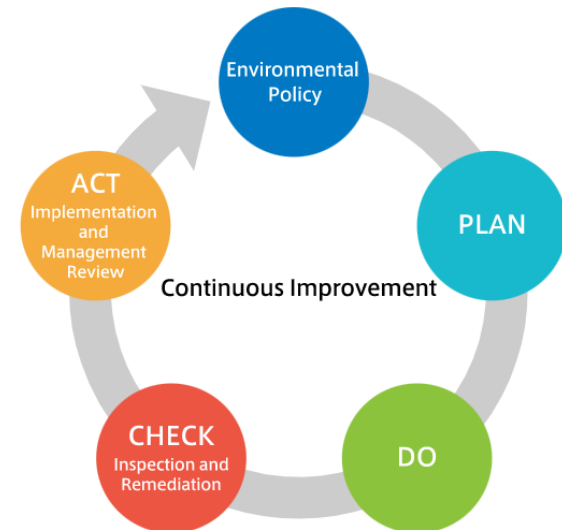 Environmental
Policy
PLAN
DO
CHECK
Inspection and
Remediation
ACT
Implementation
and
Management
Review
Continuous Improvement